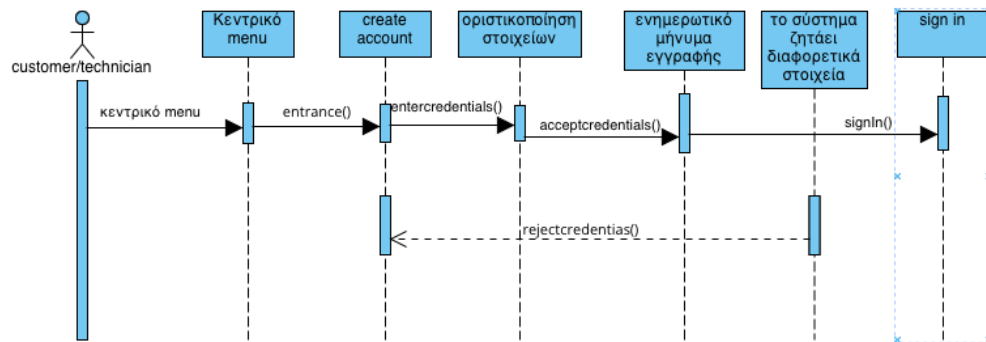 customer/technician
Κεντρικό
menu
create
account
οριστικοποίηση
στοιχείων
ενημερωτικό
μήνυμα
εγγραφής
το σύστημα
ζητάει
διαφορετικά
στοιχεία
sign in
κεντρικό menu
entrance()
entercredentials()
acceptcredentials()
signIn()
rejectcredentias()